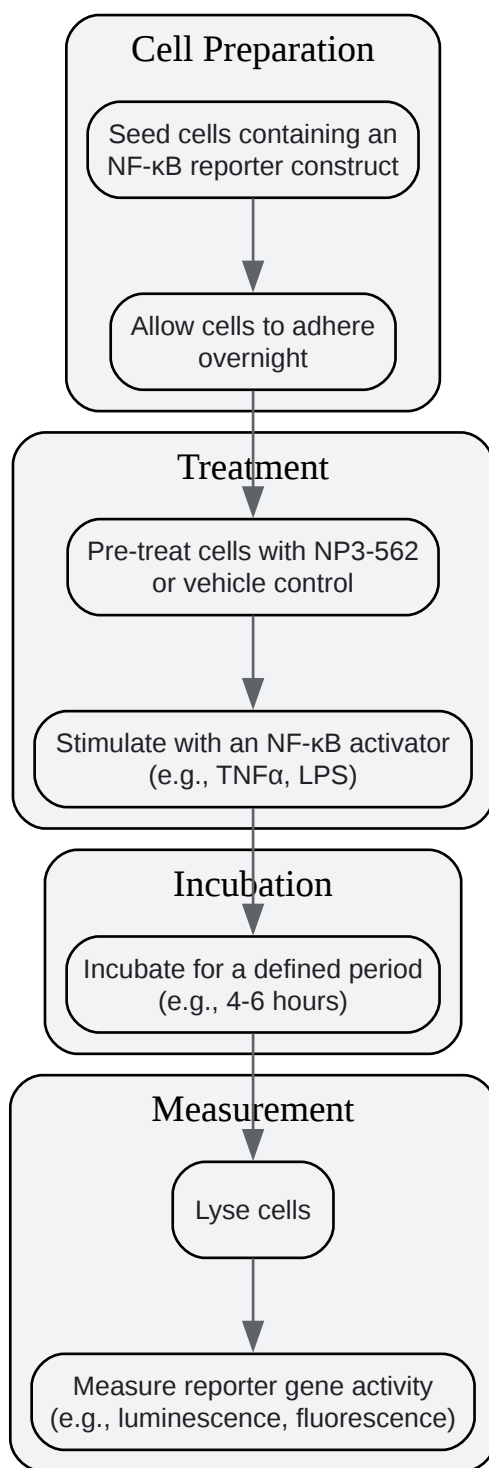 Cell Preparation
Seed cells containing an
NF-κB reporter construct
Allow cells to adhere
overnight
Treatment
Pre-treat cells with NP3-562
or vehicle control
Stimulate with an NF-κB activator
(e.g., TNFα, LPS)
Incubation
Incubate for a defined period
(e.g., 4-6 hours)
Measurement
Lyse cells
Measure reporter gene activity
(e.g., luminescence, fluorescence)